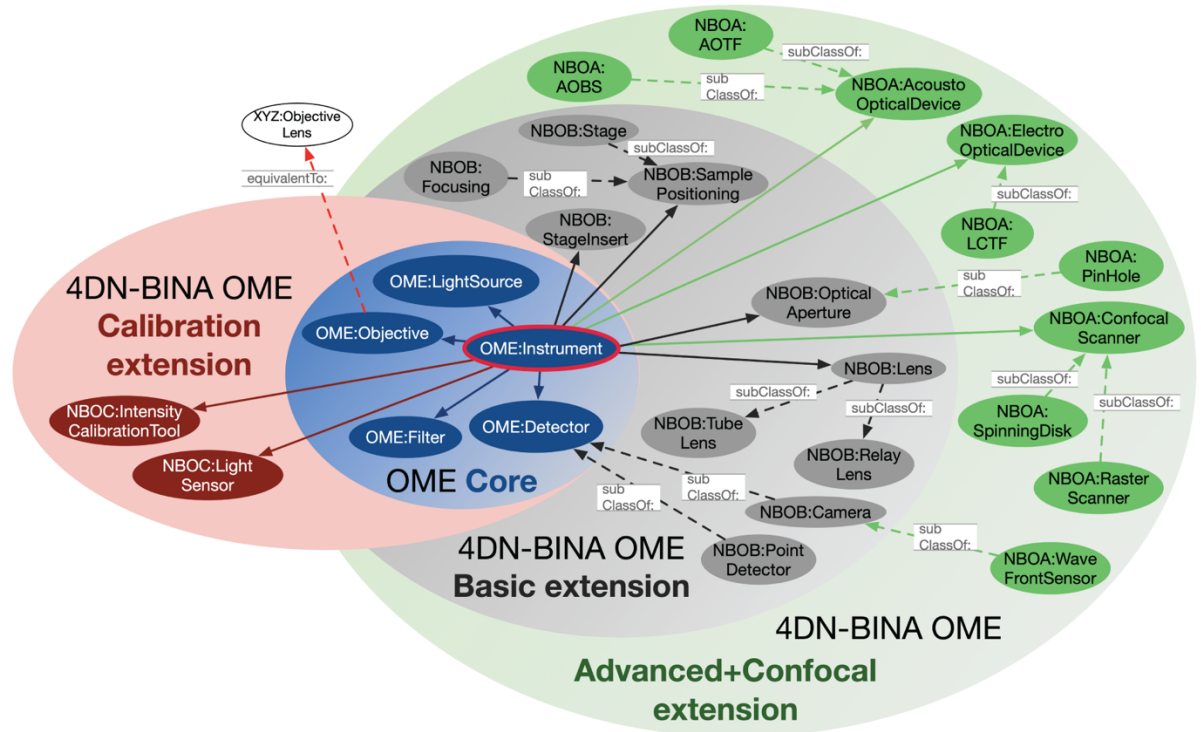 NBOA:
AOTF
subClassOf:
NBOA:
AOBS
sub
ClassOf:
NBOA:Acousto
OpticalDevice
XYZ:Objective
Lens
equivalentTo:
NBOB:Stage
subClassOf:
NBOB:
Focusing
sub
ClassOf:
NBOB:Sample
Positioning
NBOA:Electro
OpticalDevice
subClassOf:
NBOA:
LCTF
NBOB:
StageInsert
4DN-BINA OME
Calibration
extension
OME:LightSource
OME:Objective
OME:Instrument
NBOB:Optical
Aperture
sub
ClassOf:
NBOA:
PinHole
NBOA:Confocal
Scanner
NBOB:Lens
subClassOf:
subClassOf:
NBOB:Tube
Lens
NBOB:Relay
Lens
subClassOf:
NBOA:
SpinningDisk
subClassOf:
NBOA:Raster
Scanner
NBOC:Intensity
CalibrationTool
NBOC:Light
Sensor
OME:Filter
OME:Detector
OME Core
sub
ClassOf:
sub
ClassOf:
NBOB:Camera
NBOB:Point
Detector
sub
ClassOf:
NBOA:Wave
FrontSensor
4DN-BINA OME
Basic extension
4DN-BINA OME
Advanced+Confocal
extension